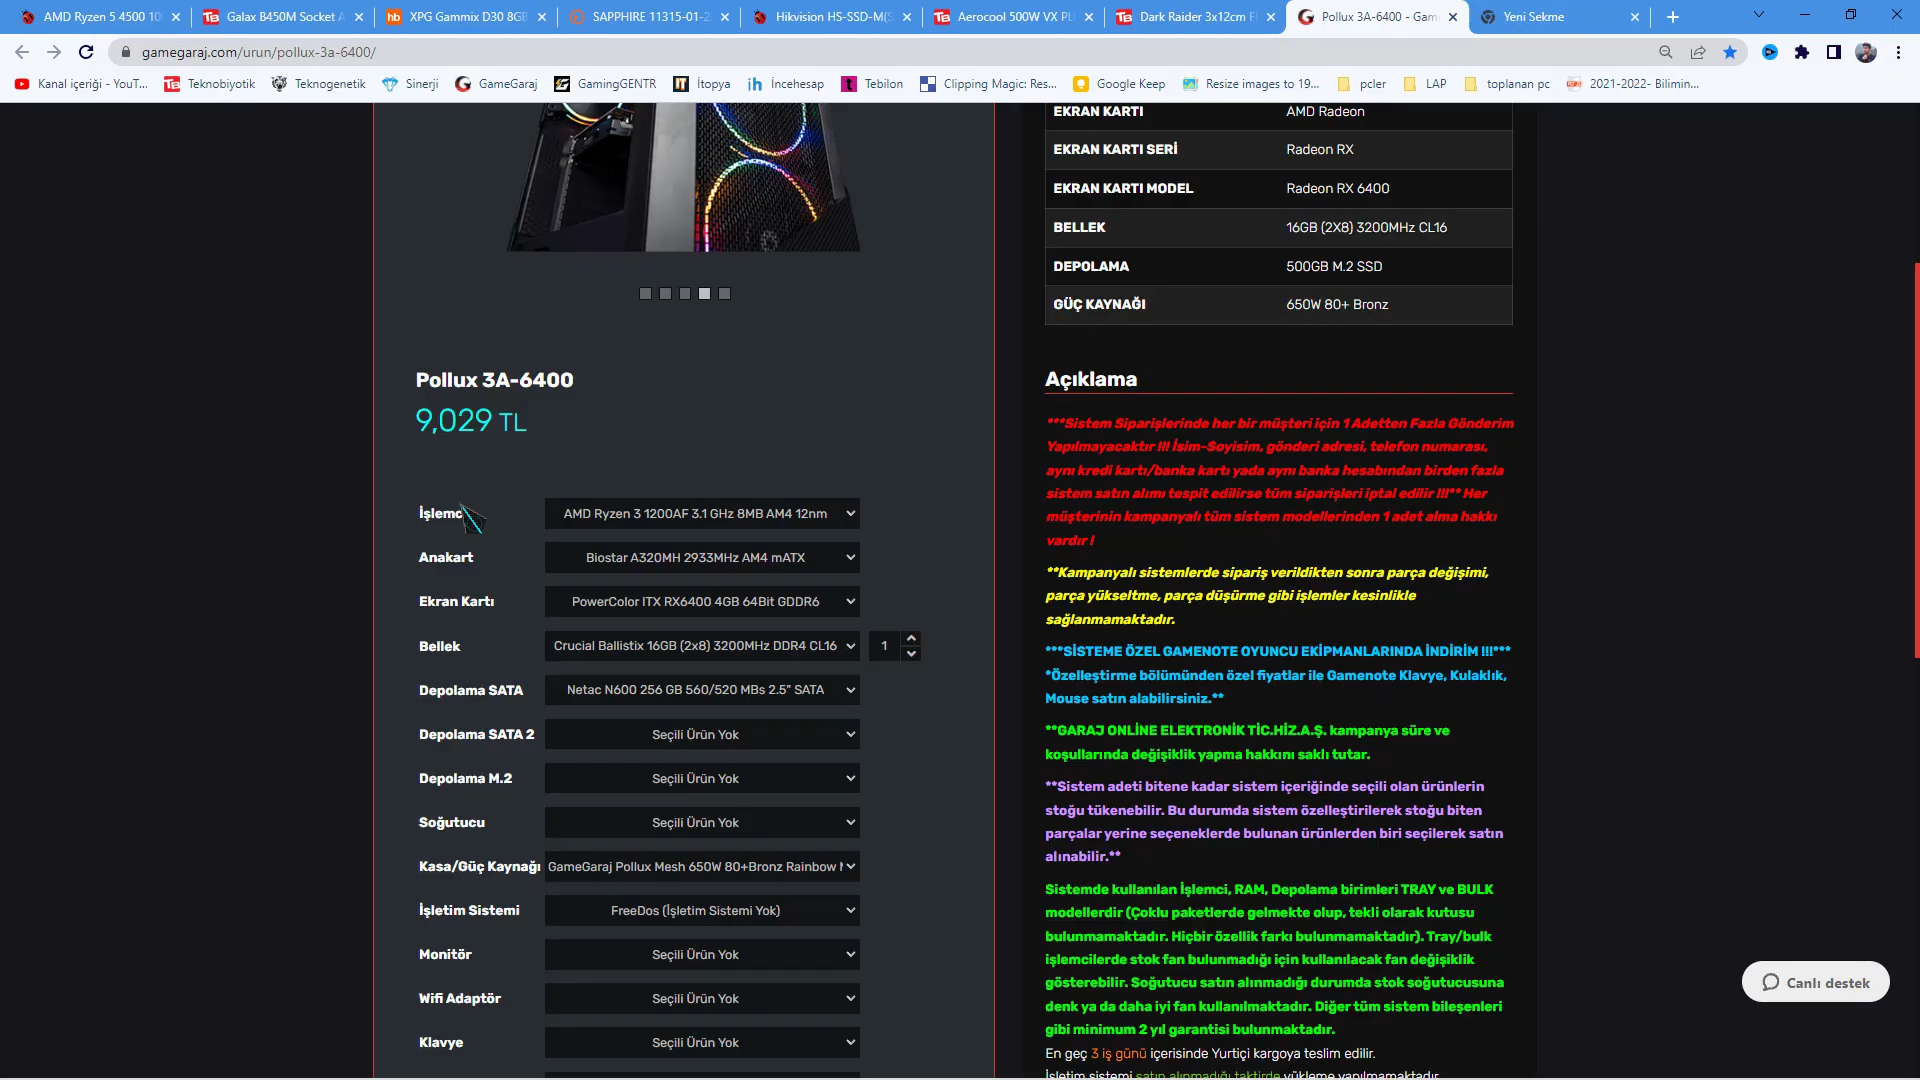 AMD Ryzen 5 4500 10
Galax B450M Socket A
XPG Gammix D30 8GB
SAPPHIRE 11315-01-2
Hikvision HS-SSD-M(S
Aerocool 500W VX PL
Dark Raider 3x12cm F
Pollux 3A-6400 - Gam
Yeni Sekme
gamegaraj.com/urun/pollux-3a-6400/
Kanal içeriği - YouT...
Teknobiyotik
Teknogenetik
Sinerji
GameGaraj
GamingGENTR
İtopya
İncehesap
Tebilon
Clipping Magic: Res...
Google Keep
Resize images to 19...
pcler
LAP
toplanan pc
2021-2022- Bilimin...
EKRAN KARTI AMD Radeon
EKRAN KARTI SERİ Radeon RX
EKRAN KARTI MODEL Radeon RX 6400
BELLEK 16GB (2X8) 3200MHz CL16
DEPOLAMA 500GB M.2 SSD
GÜÇ KAYNAĞI 650W 80+ Bronz
Pollux 3A-6400
9,029 TL
İşlemc AMD Ryzen 3 1200AF 3.1 GHz 8MB AM4 12nm
Anakart Biostar A320MH 2933MHz AM4 mATX
Ekran Kartı PowerColor ITX RX6400 4GB 64Bit GDDR6
Bellek Crucial Ballistix 16GB (2x8) 3200MHz DDR4 CL16 1
Depolama SATA Netac N600 256 GB 560/520 MBs 2.5" SATA
Depolama SATA 2 Seçili Ürün Yok
Depolama M.2 Seçili Ürün Yok
Soğutucu Seçili Ürün Yok
Kasa/Güç Kaynağı GameGaraj Pollux Mesh 650W 80+Bronz Rainbow
İşletim Sistemi FreeDos (İşletim Sistemi Yok)
Monitör Seçili Ürün Yok
Wifi Adaptör Seçili Ürün Yok
Klavye Seçili Ürün Yok
Açıklama
***Sistem Siparişlerinde her bir müşteri için 1 Adetten Fazla Gönderim
Yapılmayacaktır !!! İsim-Soyisim, gönderi adresi, telefon numarası,
aynı kredi kartı/banka kartı yada aynı banka hesabından birden fazla
sistem satın alımı tespit edilirse tüm siparişleri iptal edilir !!!** Her
müşterinin kampanyalı tüm sistem modellerinden 1 adet alma hakkı
vardır !
**Kampanyalı sistemlerde sipariş verildikten sonra parça değişimi,
parça yükseltme, parça düşürme gibi işlemler kesinlikle
sağlanmamaktadır.
***SİSTEME ÖZEL GAMENOTE OYUNCU EKİPMANLARINDA İNDİRİM !!!***
*Özelleştirme bölümünden özel fiyatlar ile Gamenote Klavye, Kulaklık,
Mouse satın alabilirsiniz.**
**GARAJ ONLİNE ELEKTRONİK TİC.HİZ.A.Ş. kampanya süre ve
koşullarında değişiklik yapma hakkını saklı tutar.
**Sistem adeti bitene kadar sistem içeriğinde seçili olan ürünlerin
stoğu tükenebilir. Bu durumda sistem özelleştirilerek stoğu biten
parçalar yerine seçeneklerde bulunan ürünlerden biri seçilerek satın
alınabilir.**
Sistemde kullanılan İşlemci, RAM, Depolama birimleri TRAY ve BULK
modellerdir (Çoklu paketlerde gelmekte olup, tekli olarak kutusu
bulunmamaktadır. Hiçbir özellik farkı bulunmamaktadır). Tray/bulk
işlemcilerde stok fan bulunmadığı için kullanılacak fan değişiklik
gösterebilir. Soğutucu satın alınmadığı durumda stok soğutucusuna
denk ya da daha iyi fan kullanılmaktadır. Diğer tüm sistem bileşenleri
gibi minimum 2 yıl garantisi bulunmaktadır.
En geç 3 iş günü içerisinde Yurtiçi kargoya teslim edilir.
İşletim sistemi satın alınmadığı taktirde yükleme yapılmamaktadır.
Canlı destek